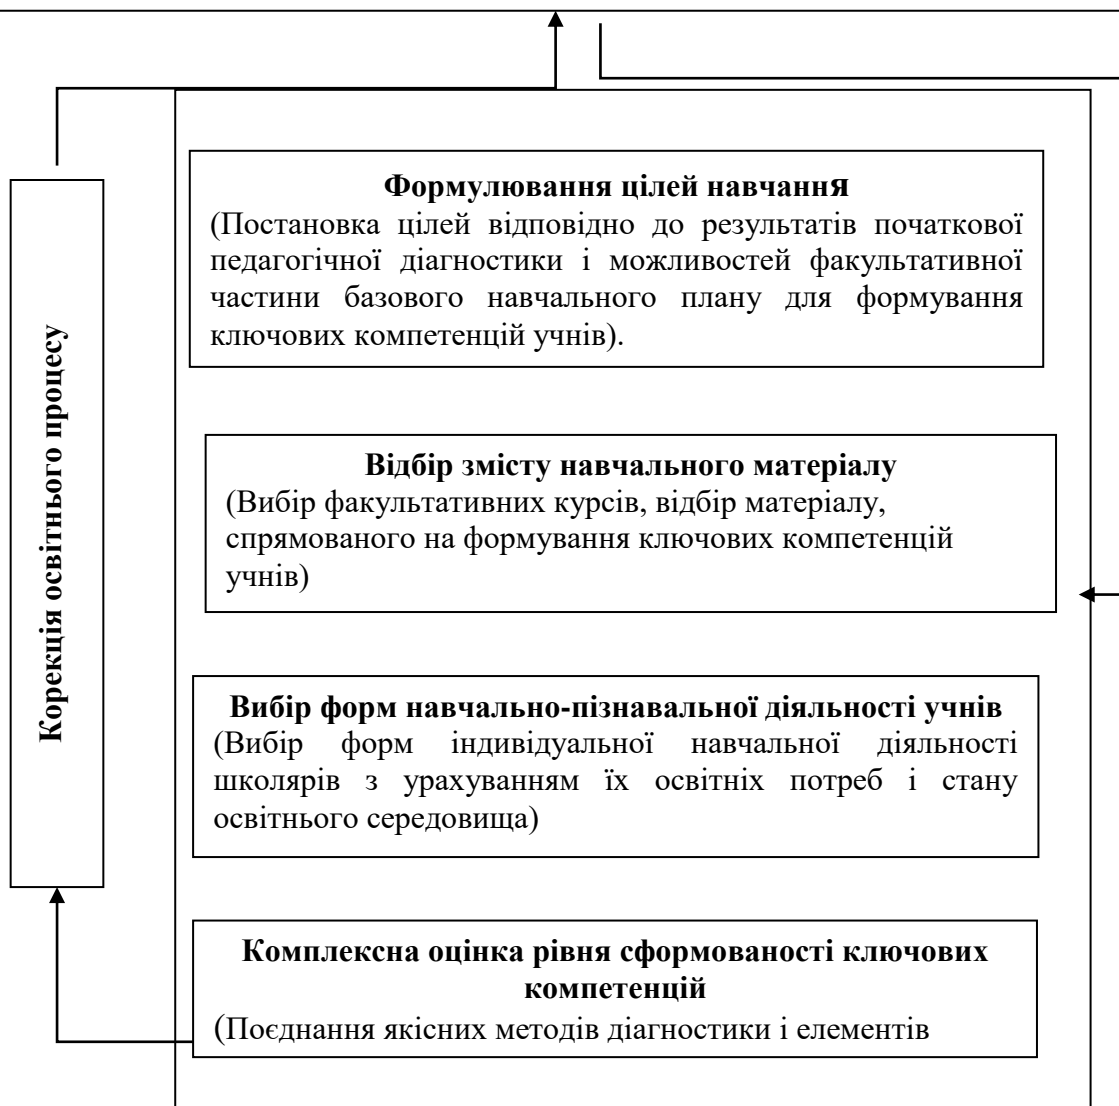 Корекція освітнього процесу
Формулювання цілей навчання
(Постановка цілей відповідно до результатів початкової
педагогічної діагностики і можливостей факультативної
частини базового навчального плану для формування
ключових компетенцій учнів).
Відбір змісту навчального матеріалу
(Вибір факультативних курсів, відбір матеріалу,
спрямованого на формування ключових компетенцій
учнів)
Вибір форм навчально-пізнавальної діяльності учнів
(Вибір форм індивідуальної навчальної діяльності
школярів з урахуванням їх освітніх потреб і стану
освітнього середовища)
Комплексна оцінка рівня сформованості ключових
компетенцій
(Поєднання якісних методів діагностики і елементів